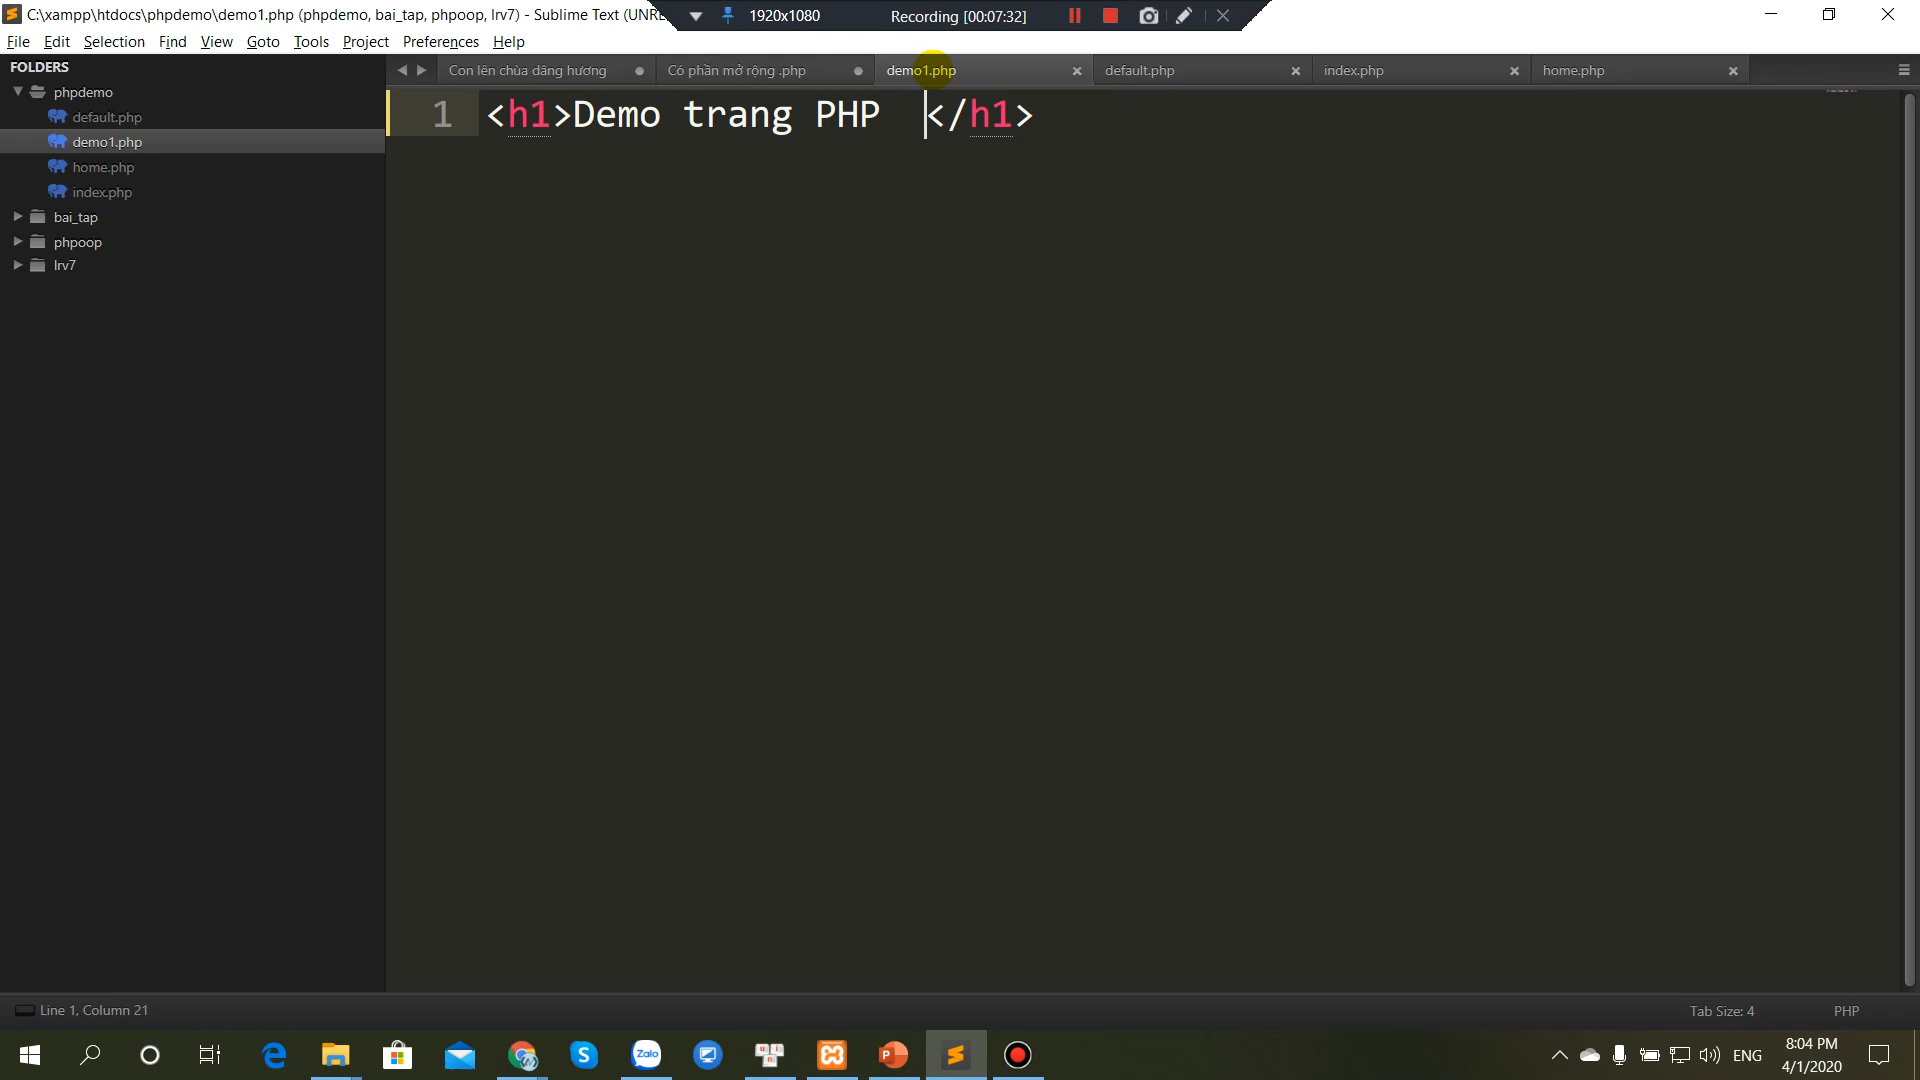 C:\xampp\htdocs\phpdemo\demo1.php (phpdemo, bai_tap, phpoop, lrv7) - Sublime Text (UNRE
1920x1080
Recording [00:07:32]
File Edit Selection Find View Goto Tools Project Preferences Help
FOLDERS
phpdemo
default.php
demo1.php
home.php
index.php
bai_tap
phpoop
lrv7
Con lên chùa dâng hương
Có phần mở rộng .php
demo1.php
default.php
index.php
home.php
1 <h1>Demo trang PHP  </h1>
Line 1, Column 21
Tab Size: 4
PHP
Zalo
ENG
8:04 PM
4/1/2020